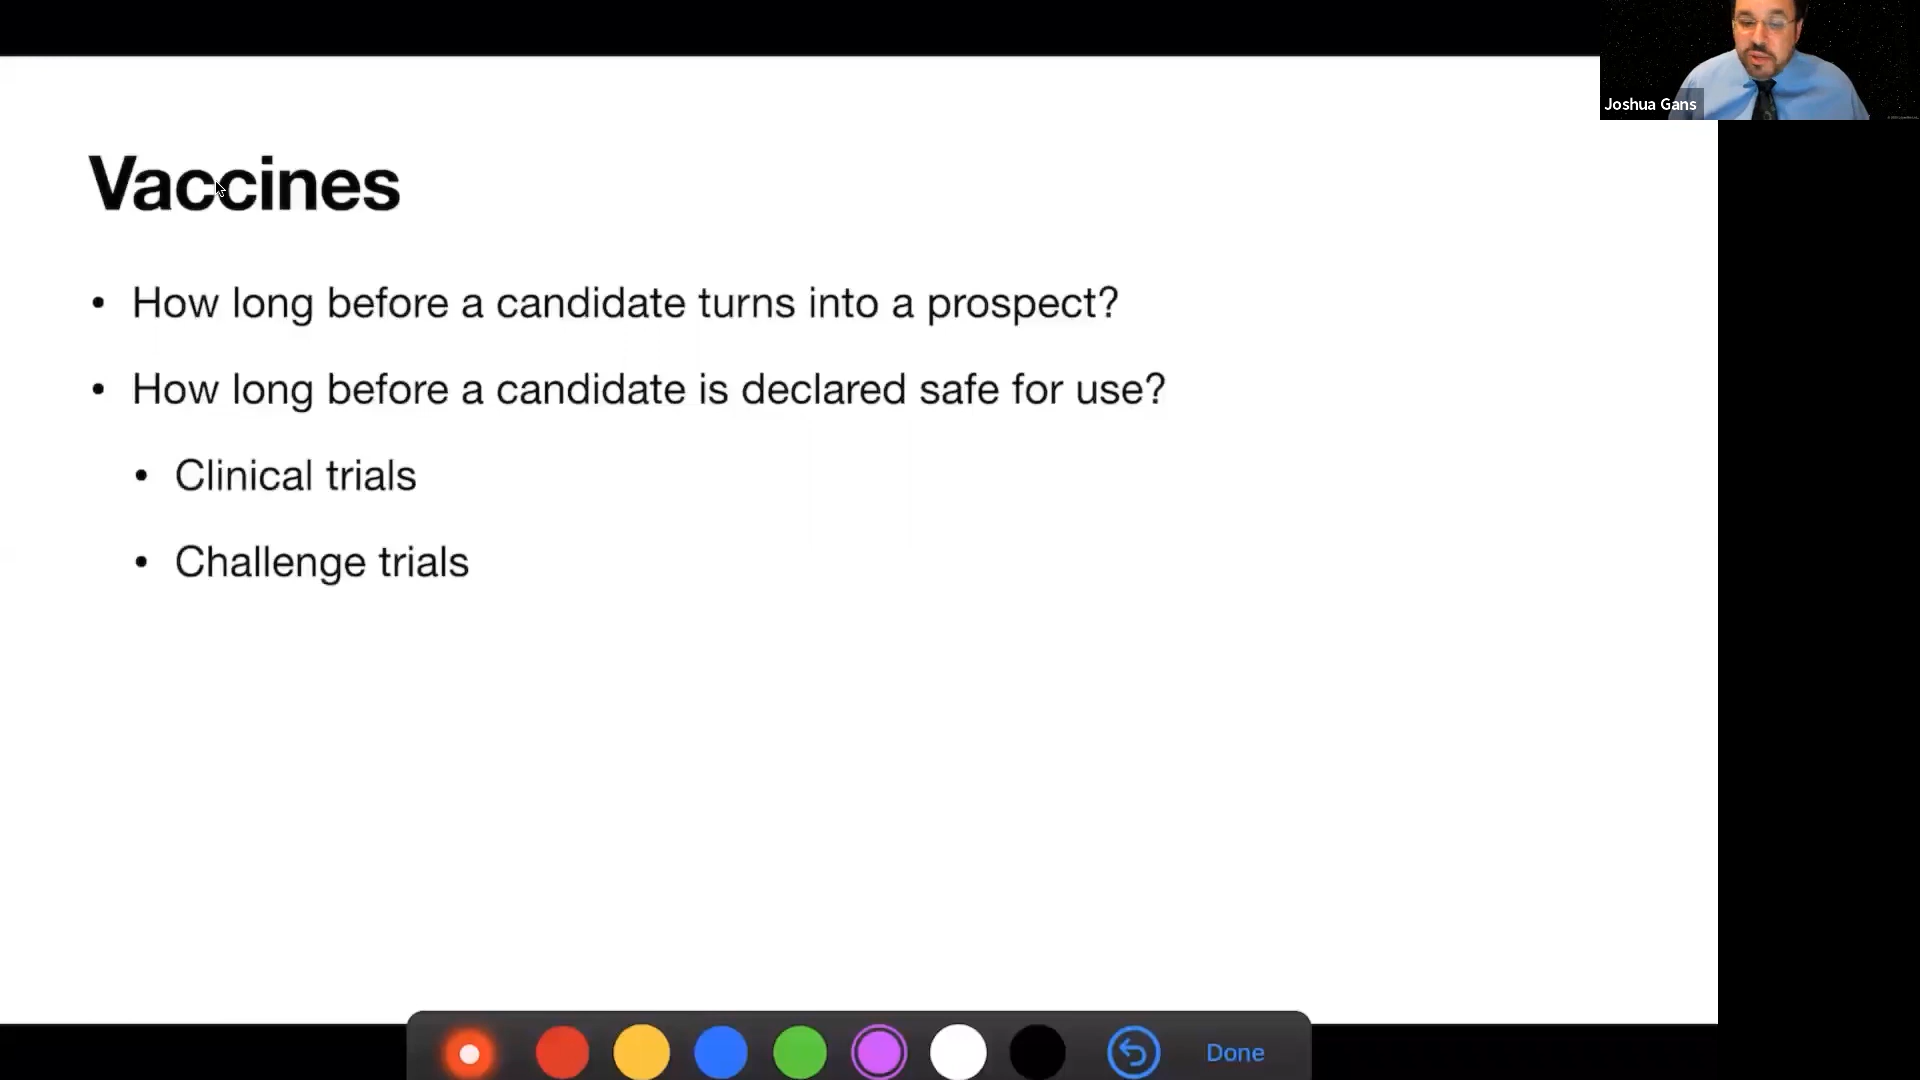 Joshua Gans
Vaccines
• How long before a candidate turns into a prospect?
• How long before a candidate is declared safe for use?
• Clinical trials
• Challenge trials
Done